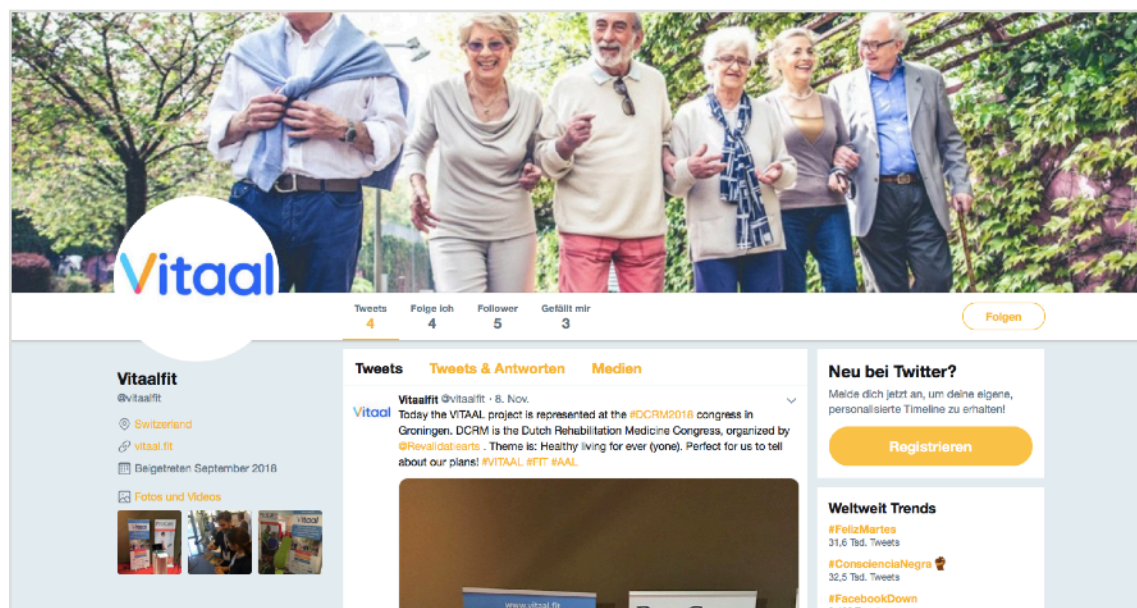 Vitaal
Tweets
4
Folge ich
4
Follower
5
Gefällt mir
3
Folgen
Vitaalfit
@vitaalfit
Switzerland
vitaal.fit
Beigetreten September 2018
Fotos und Videos
Tweets
Tweets & Antworten
Medien
Vitaal
Vitaalfit @vitaalfit · 8. Nov.
Today the VITAAL project is represented at the #DCRM2018 congress in
Groningen. DCRM is the Dutch Rehabilitation Medicine Congress, organized by
@Revalidatiearts . Theme is: Healthy living for ever (yone). Perfect for us to tell
about our plans! #VITAAL #FIT #AAL
www.vitaal.fit
Neu bei Twitter?
Melde dich jetzt an, um deine eigene,
personalisierte Timeline zu erhalten!
Registrieren
Weltweit Trends
#FelizMartes
31,6 Tsd. Tweets
#ConscienciaNegra
32,5 Tsd. Tweets
#FacebookDown